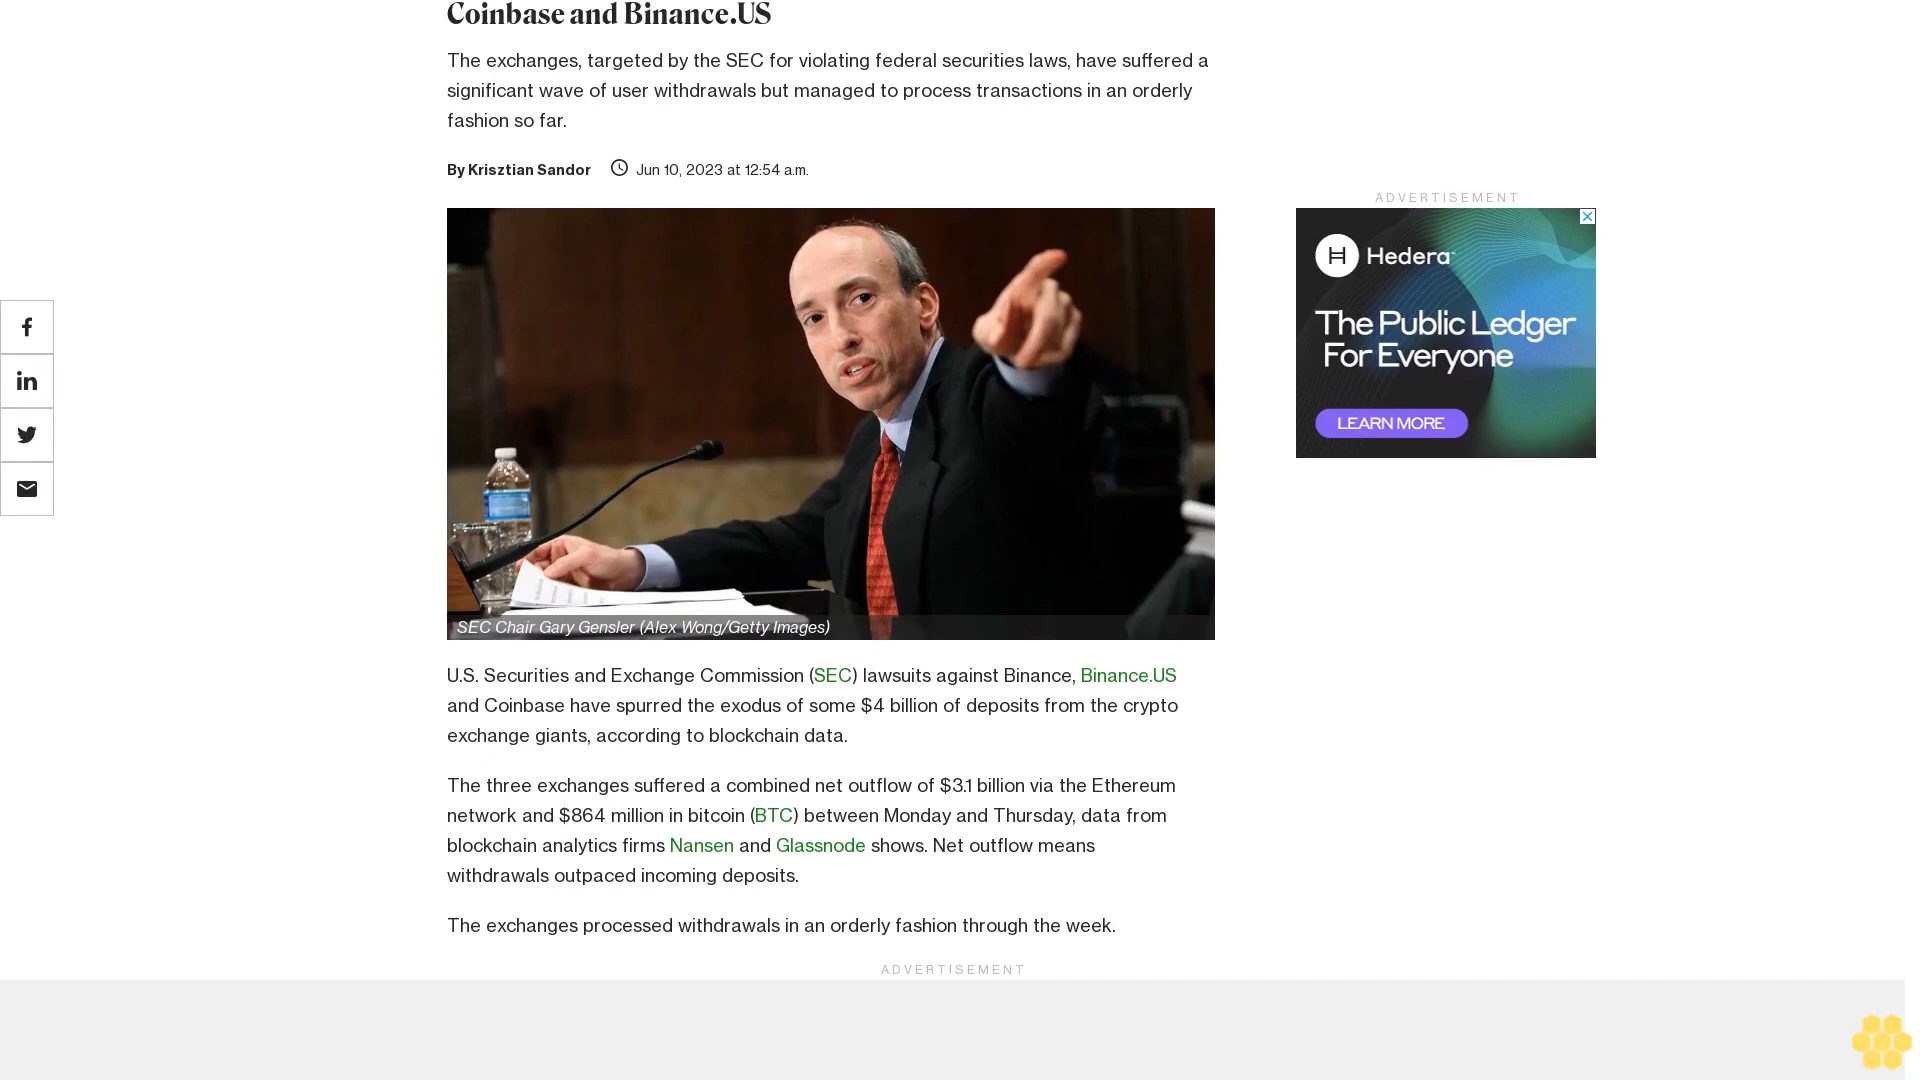 Coinbase and Binance.US
The exchanges, targeted by the SEC for violating federal securities laws, have suffered a
significant wave of user withdrawals but managed to process transactions in an orderly
fashion so far.
By Krisztian Sandor Jun 10, 2023 at 12:54 a.m.
ADVERTISEMENT
Hedera
The Public Ledger
For Everyone
LEARN MORE
SEC Chair Gary Gensler (Alex Wong/Getty Images)
U.S. Securities and Exchange Commission (SEC) lawsuits against Binance, Binance.US
and Coinbase have spurred the exodus of some $4 billion of deposits from the crypto
exchange giants, according to blockchain data.
The three exchanges suffered a combined net outflow of $3.1 billion via the Ethereum
network and $864 million in bitcoin (BTC) between Monday and Thursday, data from
blockchain analytics firms Nansen and Glassnode shows. Net outflow means
withdrawals outpaced incoming deposits.
The exchanges processed withdrawals in an orderly fashion through the week.
ADVERTISEMENT